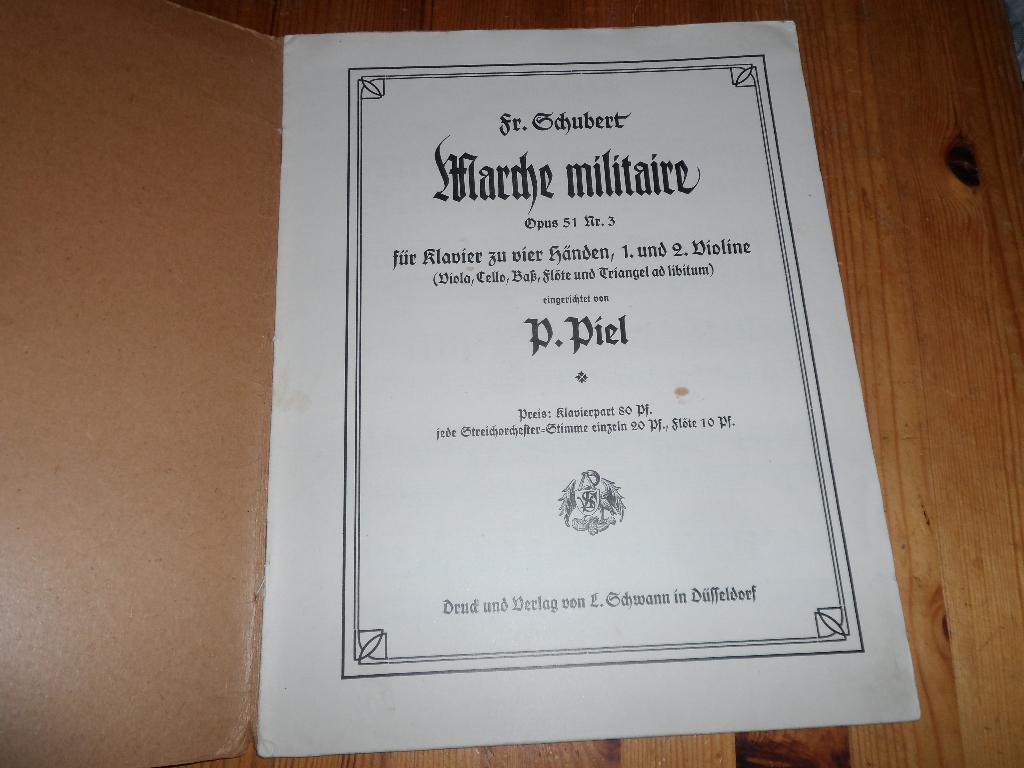 Fr. Schubert
Marche militaire
Opus 51 Nr. 3
für Klavier zu vier Händen, 1. und 2. Violine
(Viola, Cello, Baß, Flöte und Triangel ad libitum)
eingerichtet von
P. Piel
Preis: Klavierpart 80 Pf.
jede Streichorchester-Stimme einzeln 20 Pf., Flöte 10 Pf.
Druck und Verlag von L. Schwann in Düsseldorf